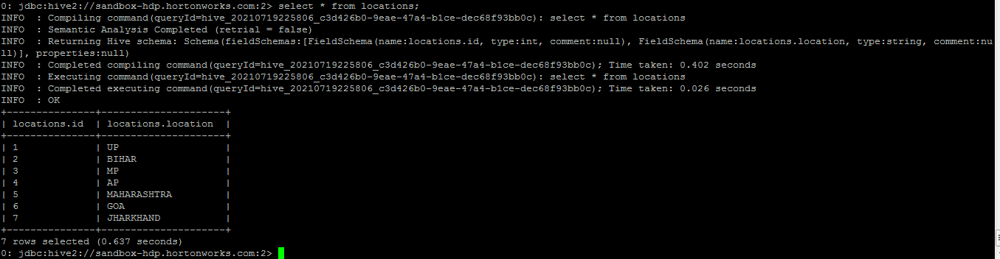 0: jdbc:hive2://sandbox-hdp.hortonworks.com:2> select * from locations;
INFO  : Compiling command(queryId=hive_20210719225806_c3d426b0-9eae-47a4-b1ce-dec68f93bb0c): select * from locations
INFO  : Semantic Analysis Completed (retrial = false)
INFO  : Returning Hive schema: Schema(fieldSchemas:[FieldSchema(name:locations.id, type:int, comment:null), FieldSchema(name:locations.location, type:string, comment:nu
ll)], properties:null)
INFO  : Completed compiling command(queryId=hive_20210719225806_c3d426b0-9eae-47a4-b1ce-dec68f93bb0c); Time taken: 0.402 seconds
INFO  : Executing command(queryId=hive_20210719225806_c3d426b0-9eae-47a4-b1ce-dec68f93bb0c): select * from locations
INFO  : Completed executing command(queryId=hive_20210719225806_c3d426b0-9eae-47a4-b1ce-dec68f93bb0c); Time taken: 0.026 seconds
INFO  : OK
+---------------+---------------------+
| locations.id  | locations.location  |
+---------------+---------------------+
| 1             | UP                  |
| 2             | BIHAR               |
| 3             | MP                  |
| 4             | AP                  |
| 5             | MAHARASHTRA         |
| 6             | GOA                 |
| 7             | JHARKHAND           |
+---------------+---------------------+
7 rows selected (0.637 seconds)
0: jdbc:hive2://sandbox-hdp.hortonworks.com:2>